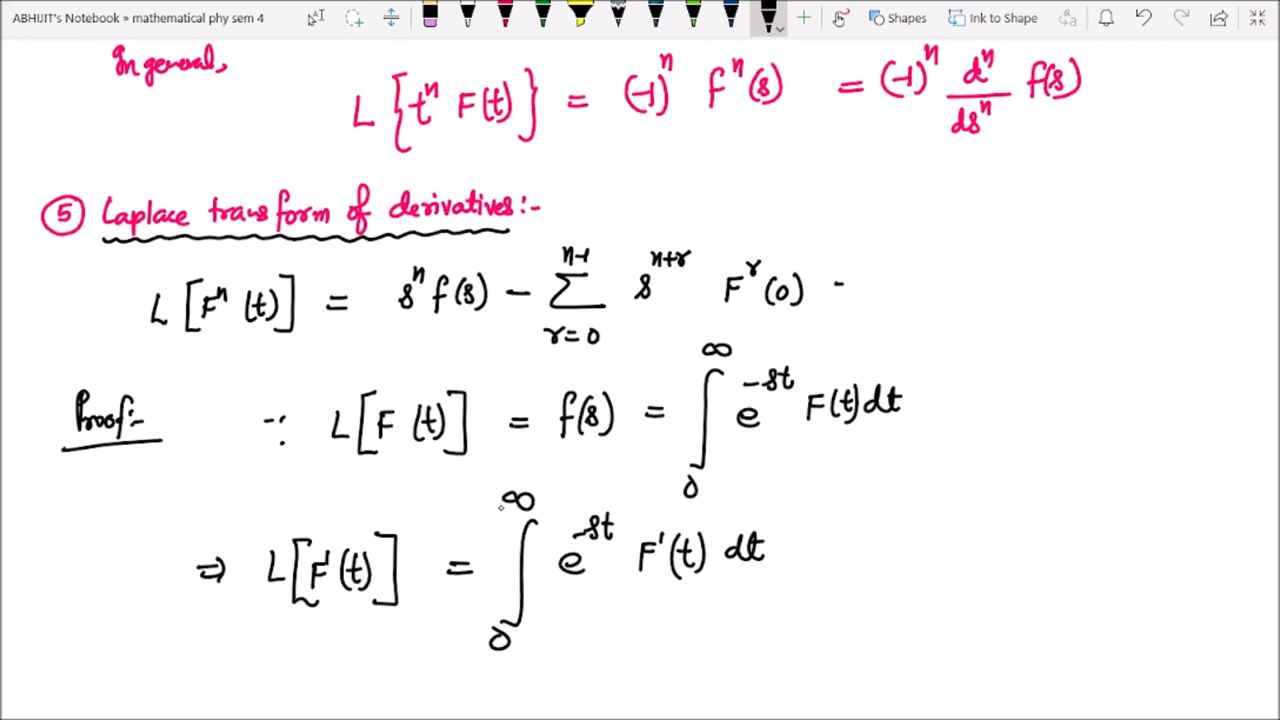 ABHIJIT's Notebook » mathematical phy sem 4
Shapes
Ink to Shape
In general,
L{tⁿ F(t)} = (-1)ⁿ fⁿ(s) = (-1)ⁿ dⁿ/dsⁿ f(s)
⑤ Laplace transform of derivatives:-
L[Fⁿ(t)] = sⁿ f(s) - ∑_{r=0}^{n-1} s^{n+r} F^r(0) -
Proof:- ∵ L[F(t)] = f(s) = ∫_0^∞ e^{-st} F(t) dt
⇒ L[F'(t)] = ∫_0^∞ e^{-st} F'(t) dt